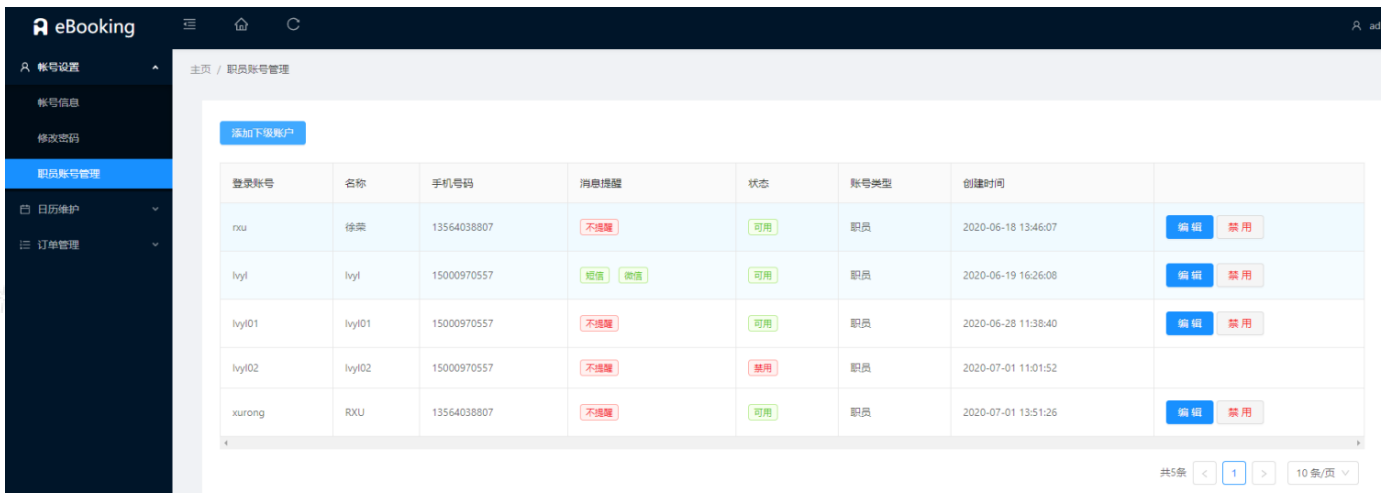 eBooking
ad
帐号设置
主页 / 职员账号管理
帐号信息
修改密码
职员账号管理
日历维护
订单管理
添加下级账户
登录账号 名称 手机号码 消息提醒 状态 账号类型 创建时间
rxu 徐荣 13564038807 不提醒 可用 职员 2020-06-18 13:46:07 编 辑 禁 用
lvyl lvyl 15000970557 短信 微信 可用 职员 2020-06-19 16:26:08 编 辑 禁 用
lvyl01 lvyl01 15000970557 不提醒 可用 职员 2020-06-28 11:38:40 编 辑 禁 用
lvyl02 lvyl02 15000970557 不提醒 禁用 职员 2020-07-01 11:01:52
xurong RXU 13564038807 不提醒 可用 职员 2020-07-01 13:51:26 编 辑 禁 用
共5条 < 1 > 10 条/页